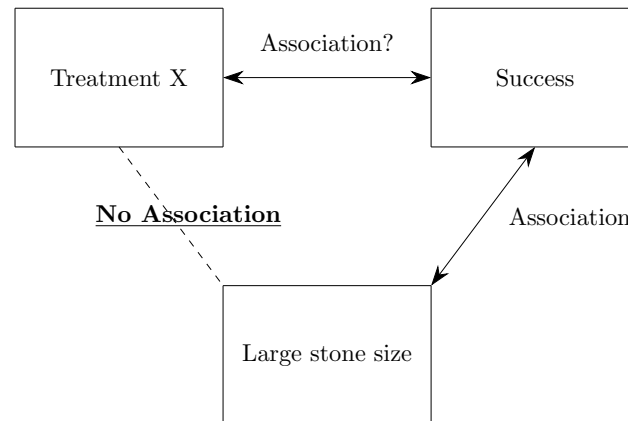 Association?
Treatment X
Success
No Association
Association
Large stone size